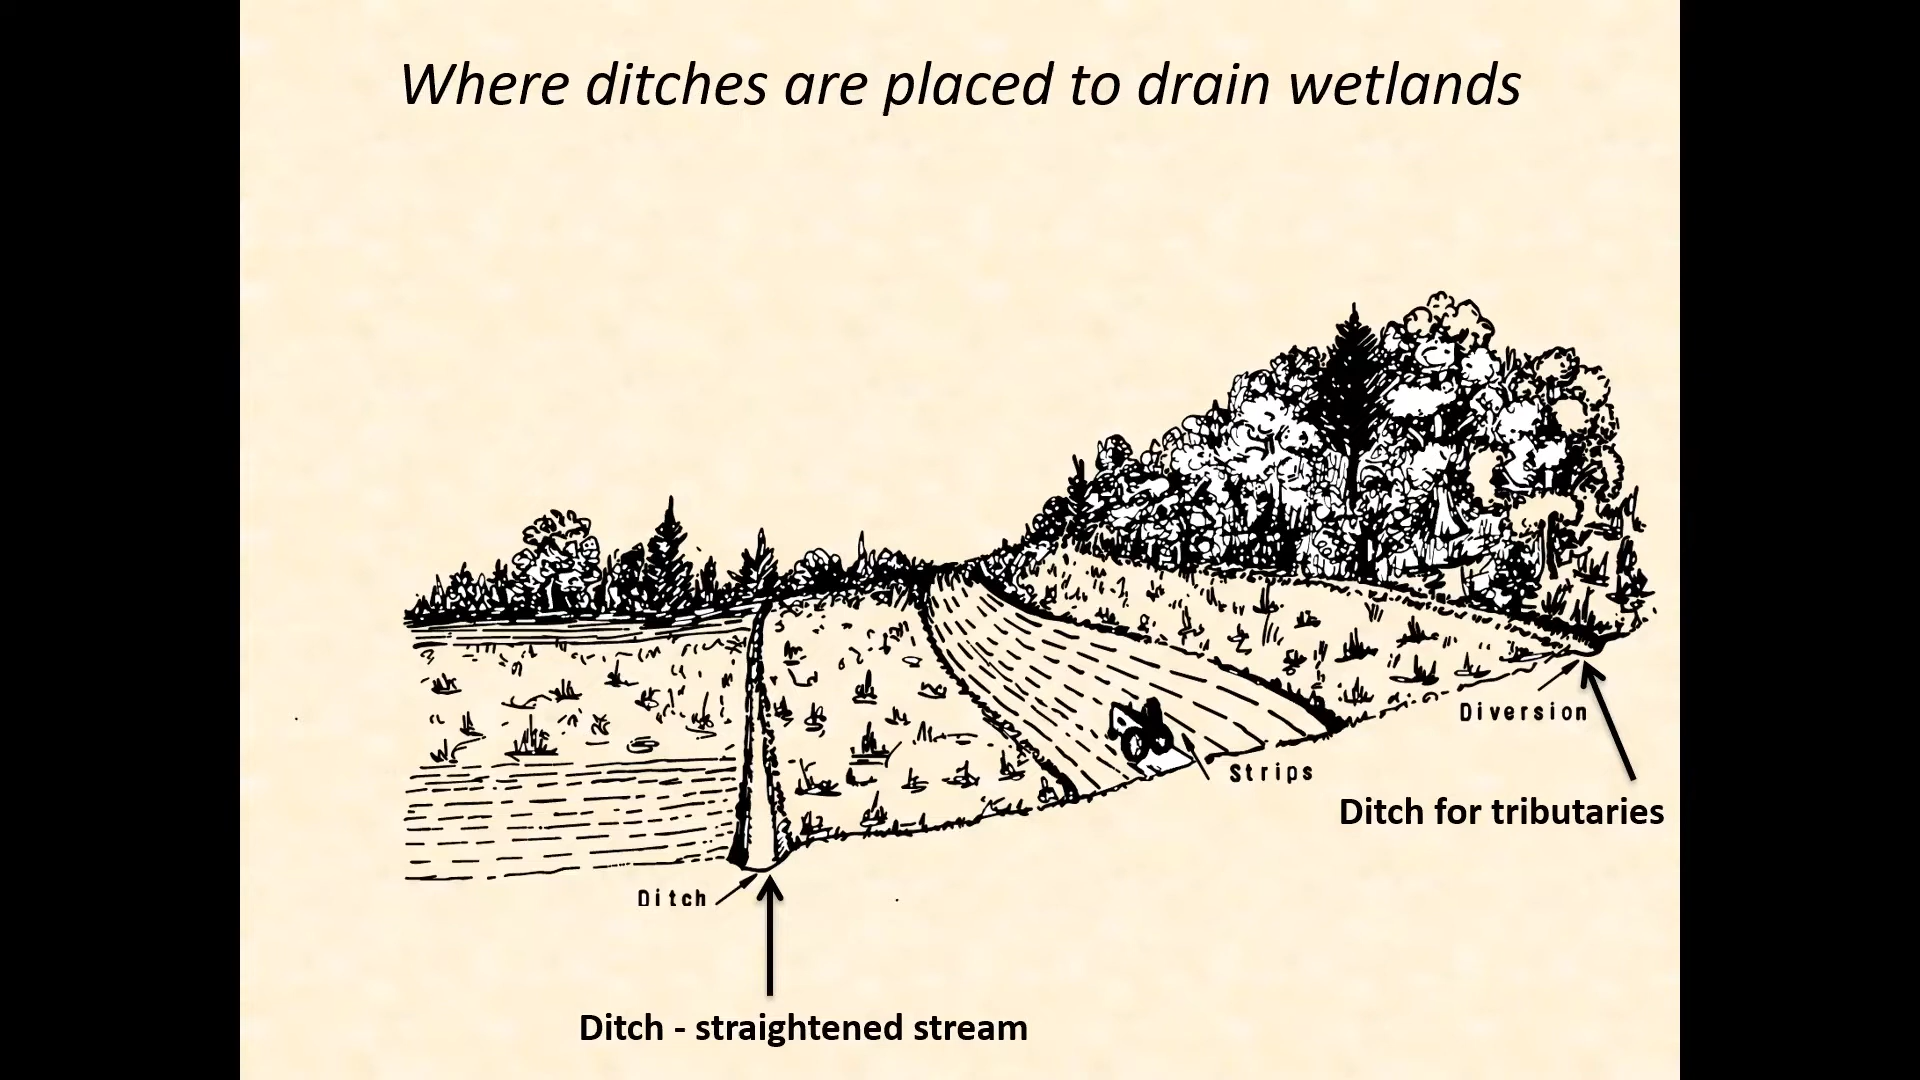 Where ditches are placed to drain wetlands
Diversion
Strips
Ditch for tributaries
Ditch
Ditch - straightened stream